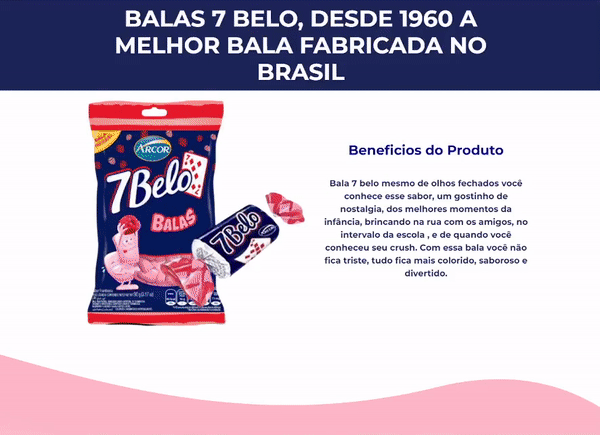 BALAS 7 BELO, DESDE 1960 A
MELHOR BALA FABRICADA NO
BRASIL
ARCOR
7Belo
BALAS
7Belo
Beneficios do Produto
Bala 7 belo mesmo de olhos fechados você
conhece esse sabor, um gostinho de
nostalgia, dos melhores momentos da
infância, brincando na rua com os amigos, no
intervalo da escola , e de quando você
conheceu seu crush. Com essa bala você não
fica triste, tudo fica mais colorido, saboroso e
divertido.